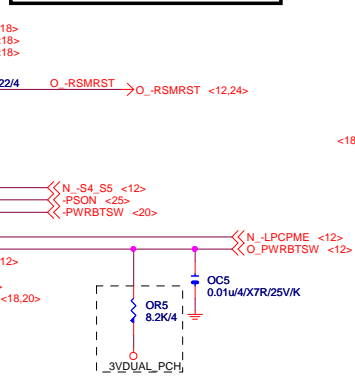 18>
<18>
<18>
22/4 O_-RSMRST O_-RSMRST <12,24>
<18
N_-S4_S5 <12>
-PSON <25>
-PWRBTSW <20>
N_-LPCPME <12>
O_PWRBTSW <12>
12>
OC5
0.01u/4/X7R/25V/K
<18,20>
OR5
8.2K/4
3VDUAL_PCH